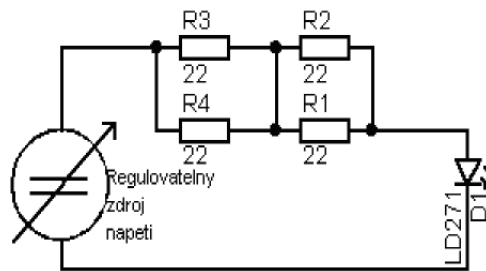 R3 R2
22 22
R4 R1
22 22
Regulovatelny
zdroj
napeti
LD271
D1